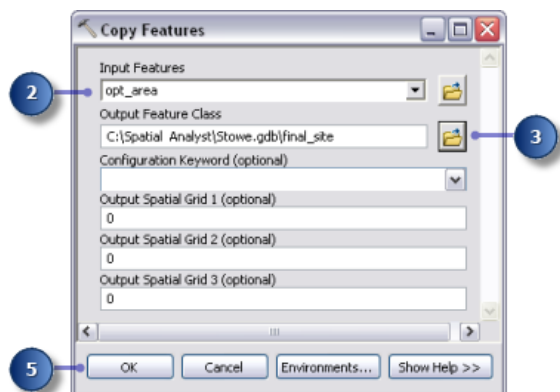 Copy Features
Input Features
2
opt_area
Output Feature Class
C:\Spatial Analyst\Stowe.gdb\final_site
3
Configuration Keyword (optional)
Output Spatial Grid 1 (optional)
0
Output Spatial Grid 2 (optional)
0
Output Spatial Grid 3 (optional)
0
5
OK
Cancel
Environments...
Show Help >>